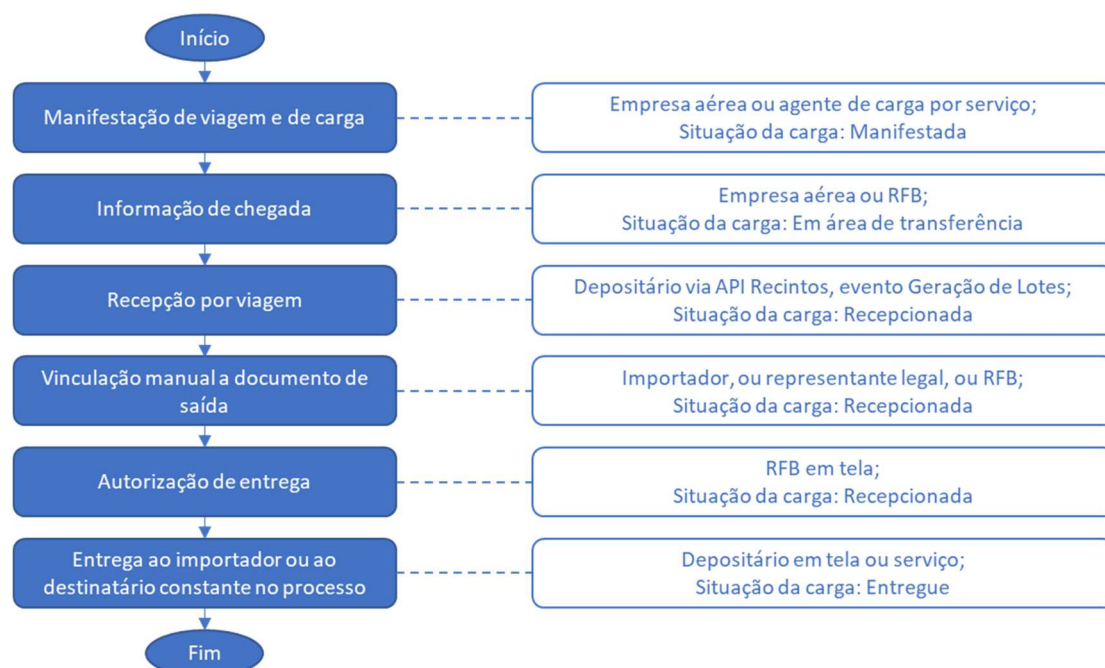 Início
Manifestação de viagem e de carga
Empresa aérea ou agente de carga por serviço;
Situação da carga: Manifestada
Informação de chegada
Empresa aérea ou RFB;
Situação da carga: Em área de transferência
Recepção por viagem
Depositário via API Recintos, evento Geração de Lotes;
Situação da carga: Recepcionada
Vinculação manual a documento de
saída
Importador, ou representante legal, ou RFB;
Situação da carga: Recepcionada
Autorização de entrega
RFB em tela;
Situação da carga: Recepcionada
Entrega ao importador ou ao
destinatário constante no processo
Depositário em tela ou serviço;
Situação da carga: Entregue
Fim